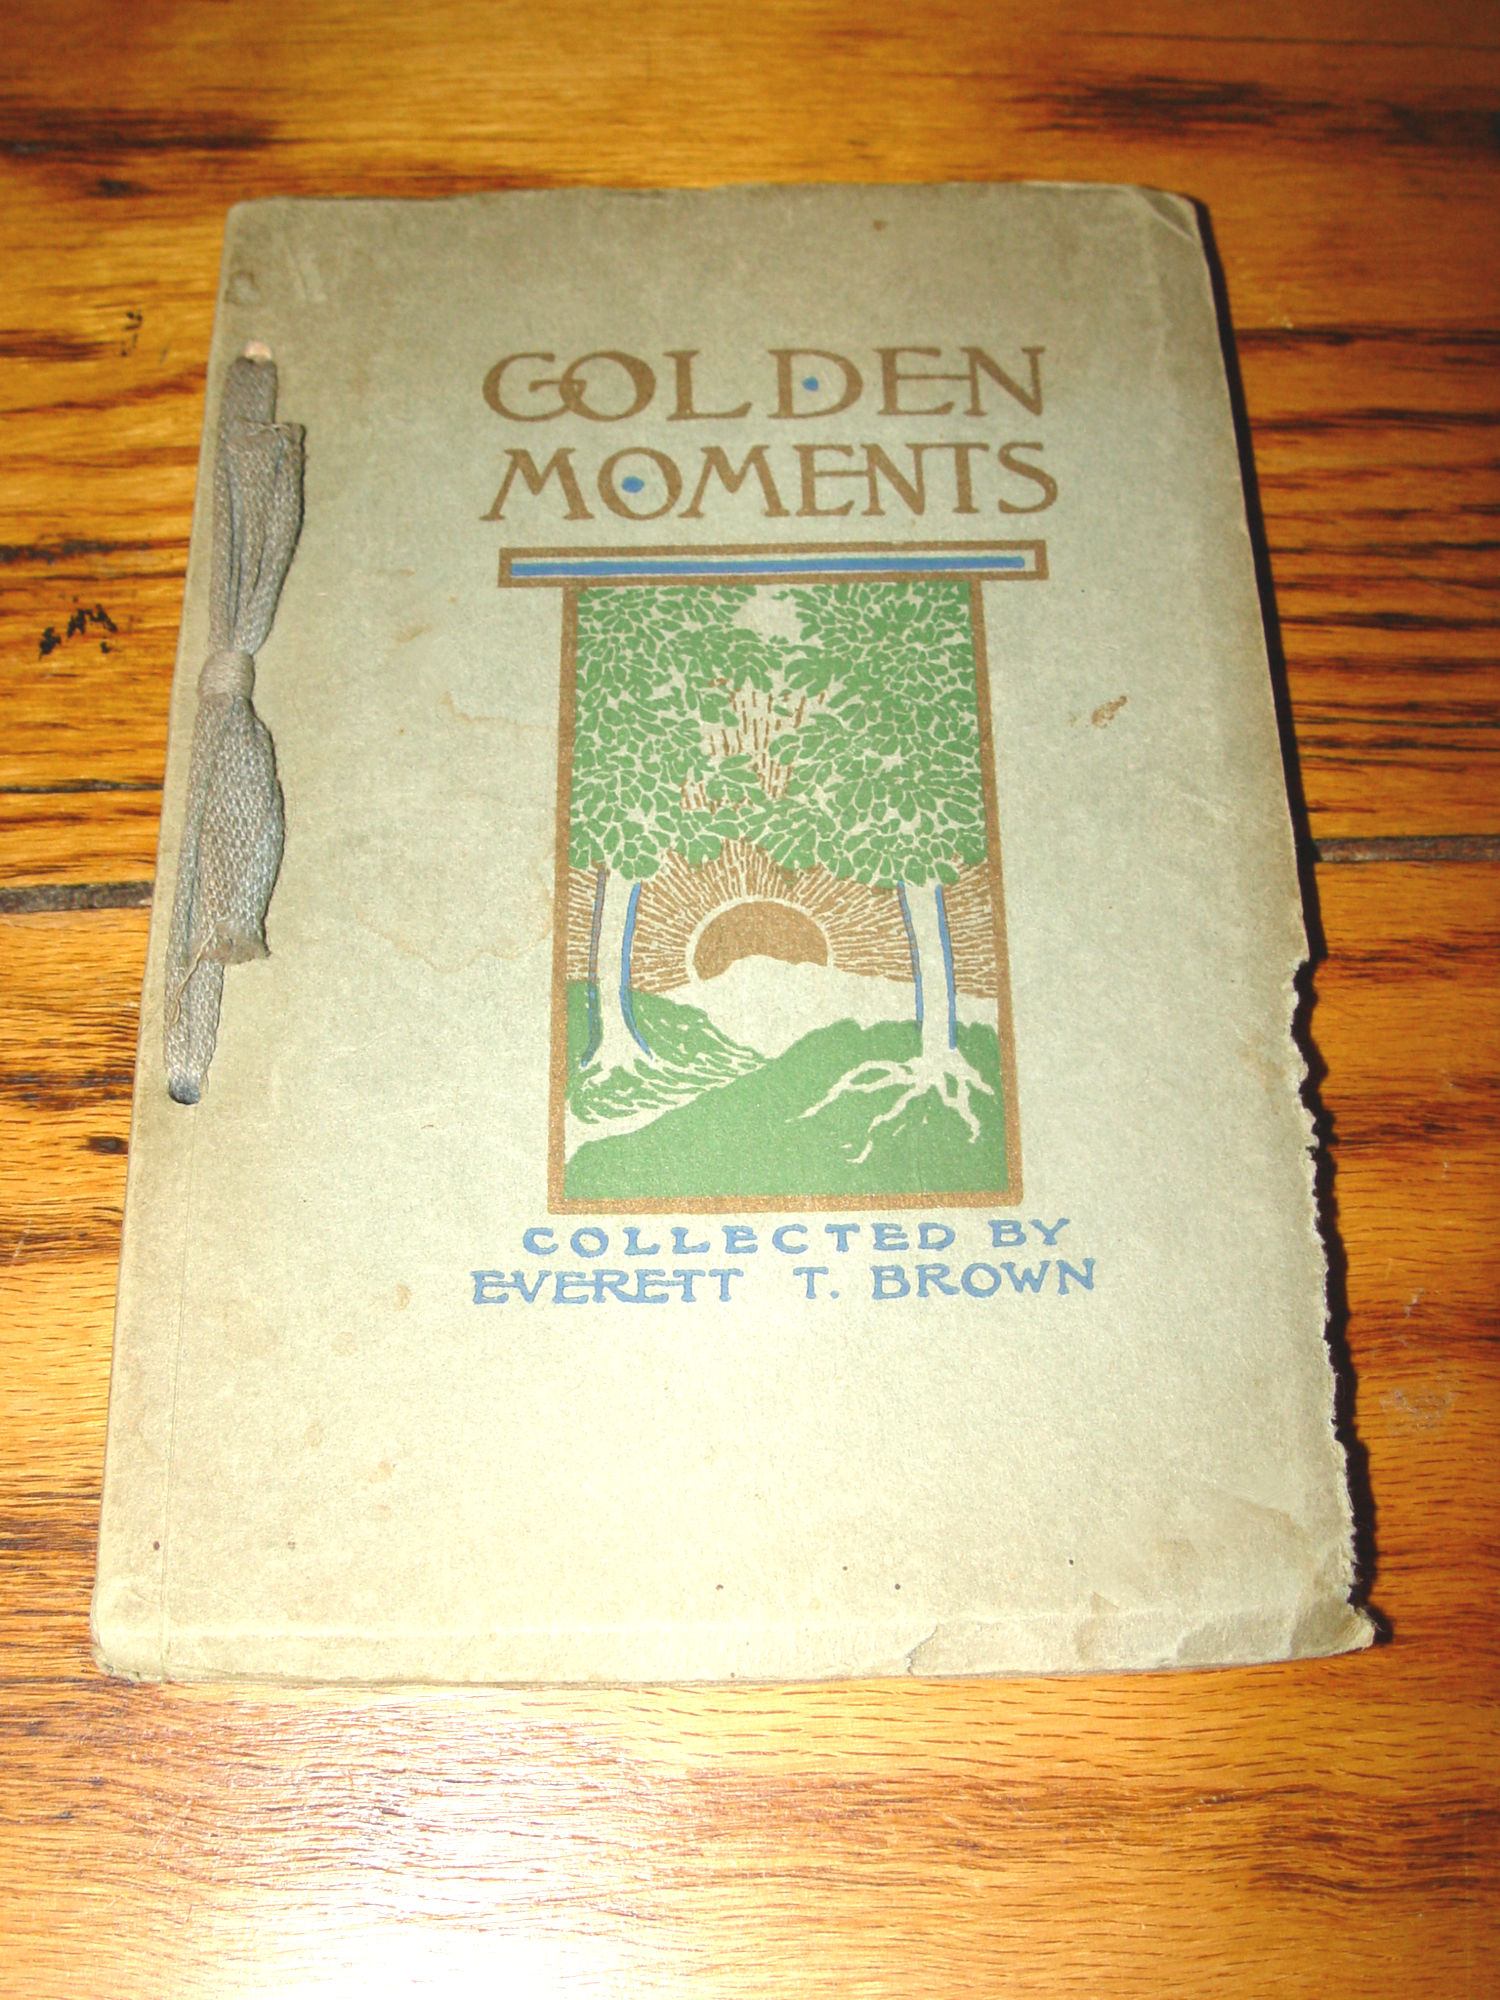 GOLDEN
MOMENTS
COLLECTED BY
EVERETT T. BROWN